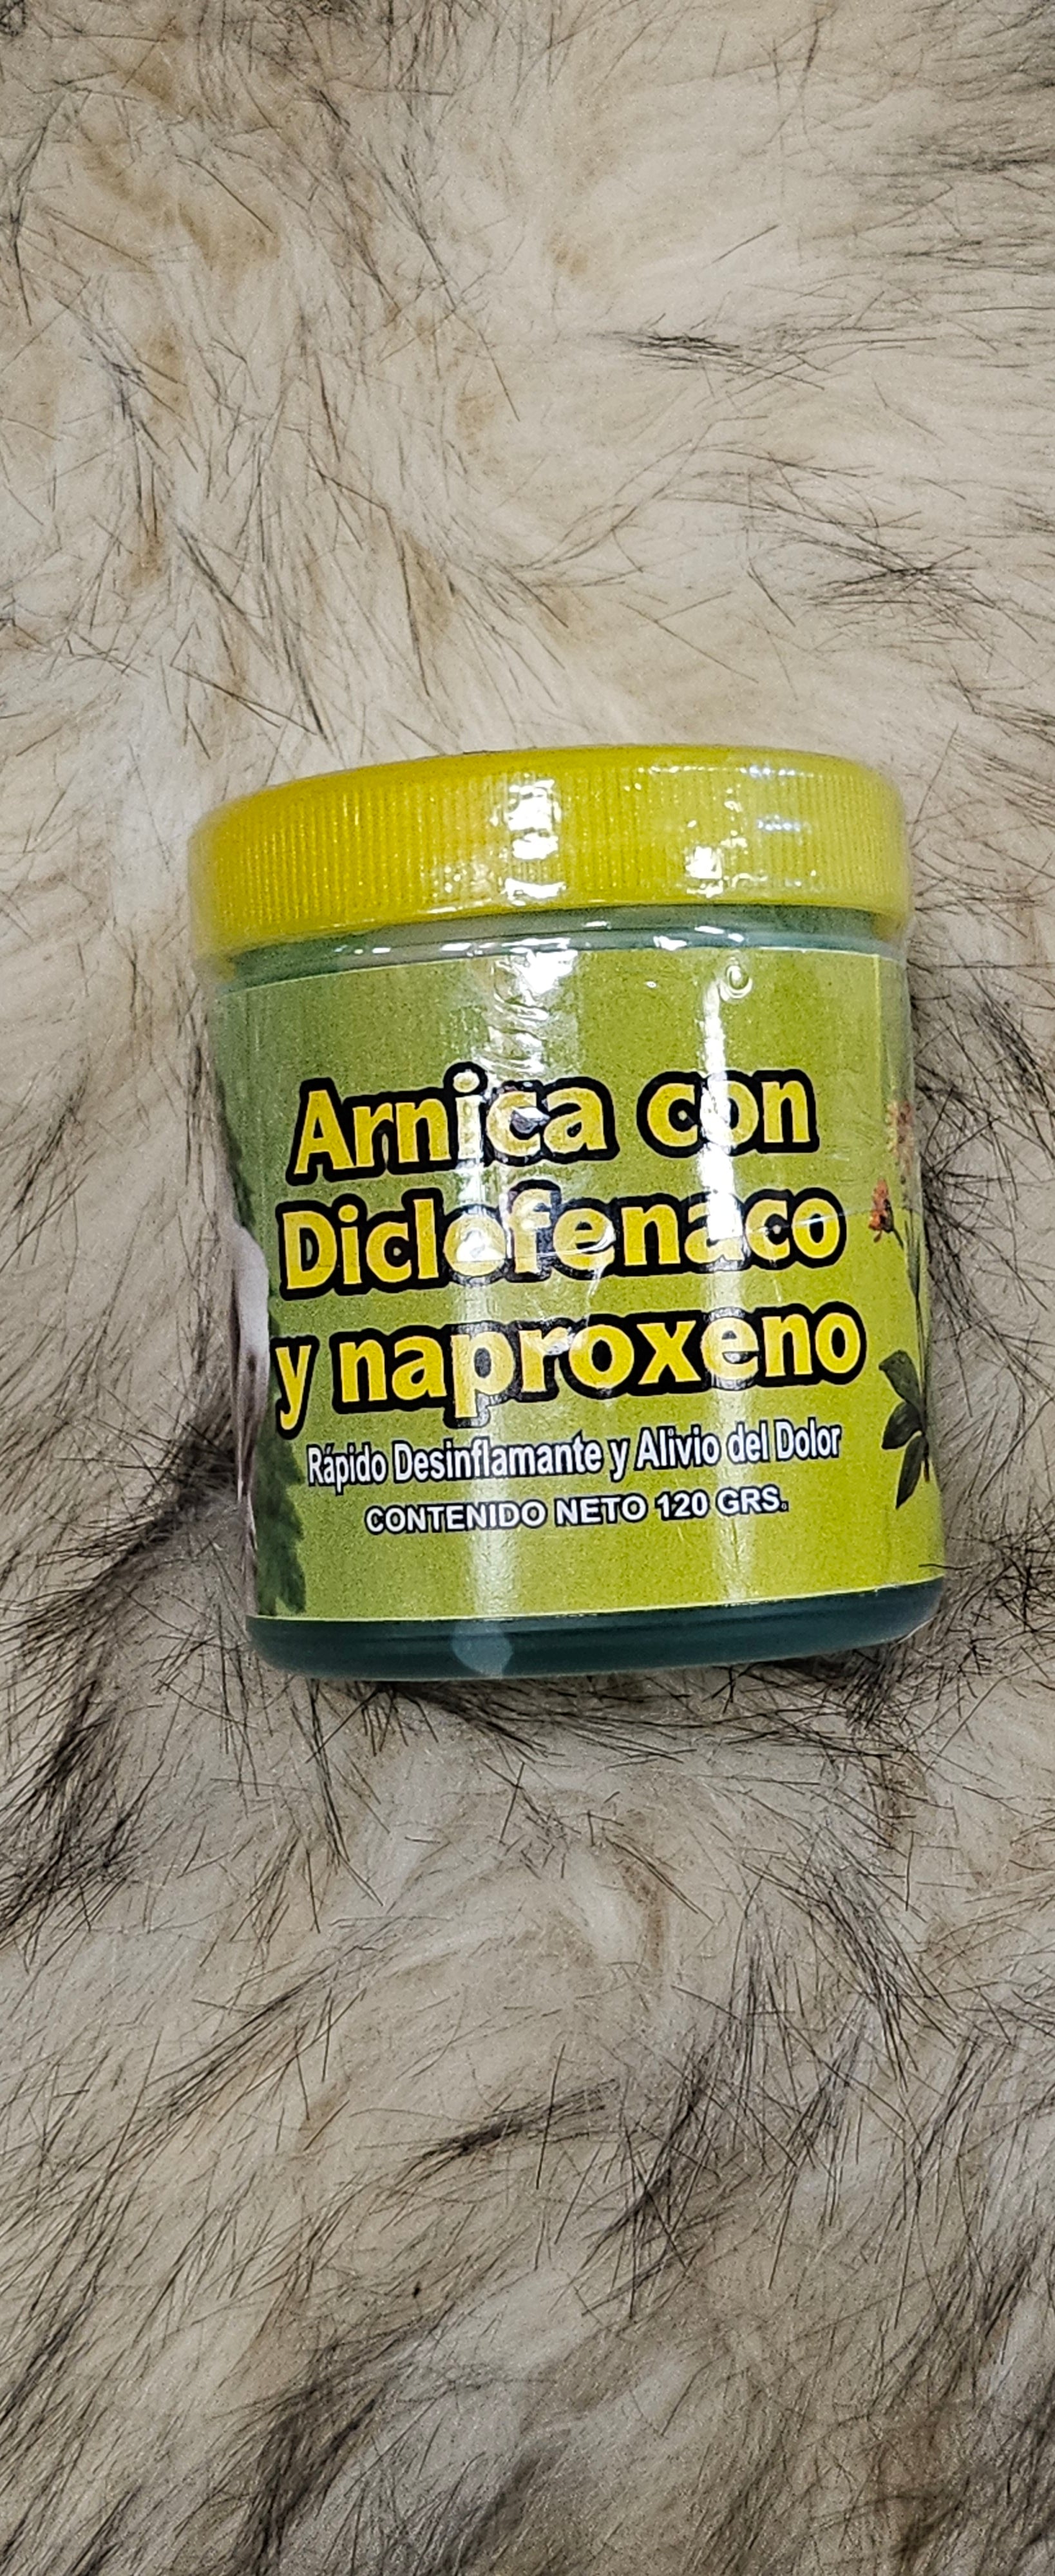 Arnica con
Diclofenaco
y naproxeno
Rápido Desinflamante y Alivio del Dolor
CONTENIDO NETO 120 GRS.